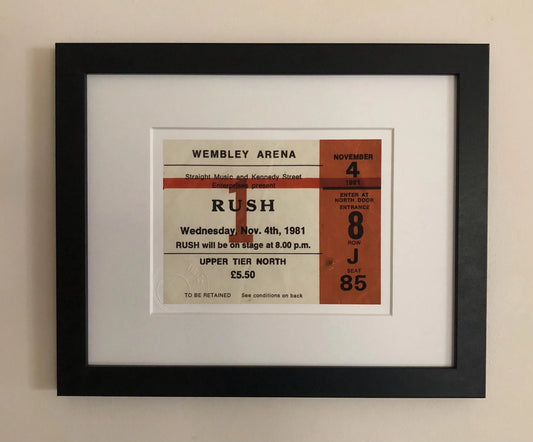 WEMBLEY ARENA
Straight Music and Kennedy Street
Enterprises present
1
RUSH
Wednesday, Nov. 4th, 1981
RUSH will be on stage at 8.00 p.m.
UPPER TIER NORTH
£5.50
TO BE RETAINED See conditions on back
NOVEMBER
4
1981
ENTER AT
NORTH DOOR
ENTRANCE
8
ROW
J
SEAT
85